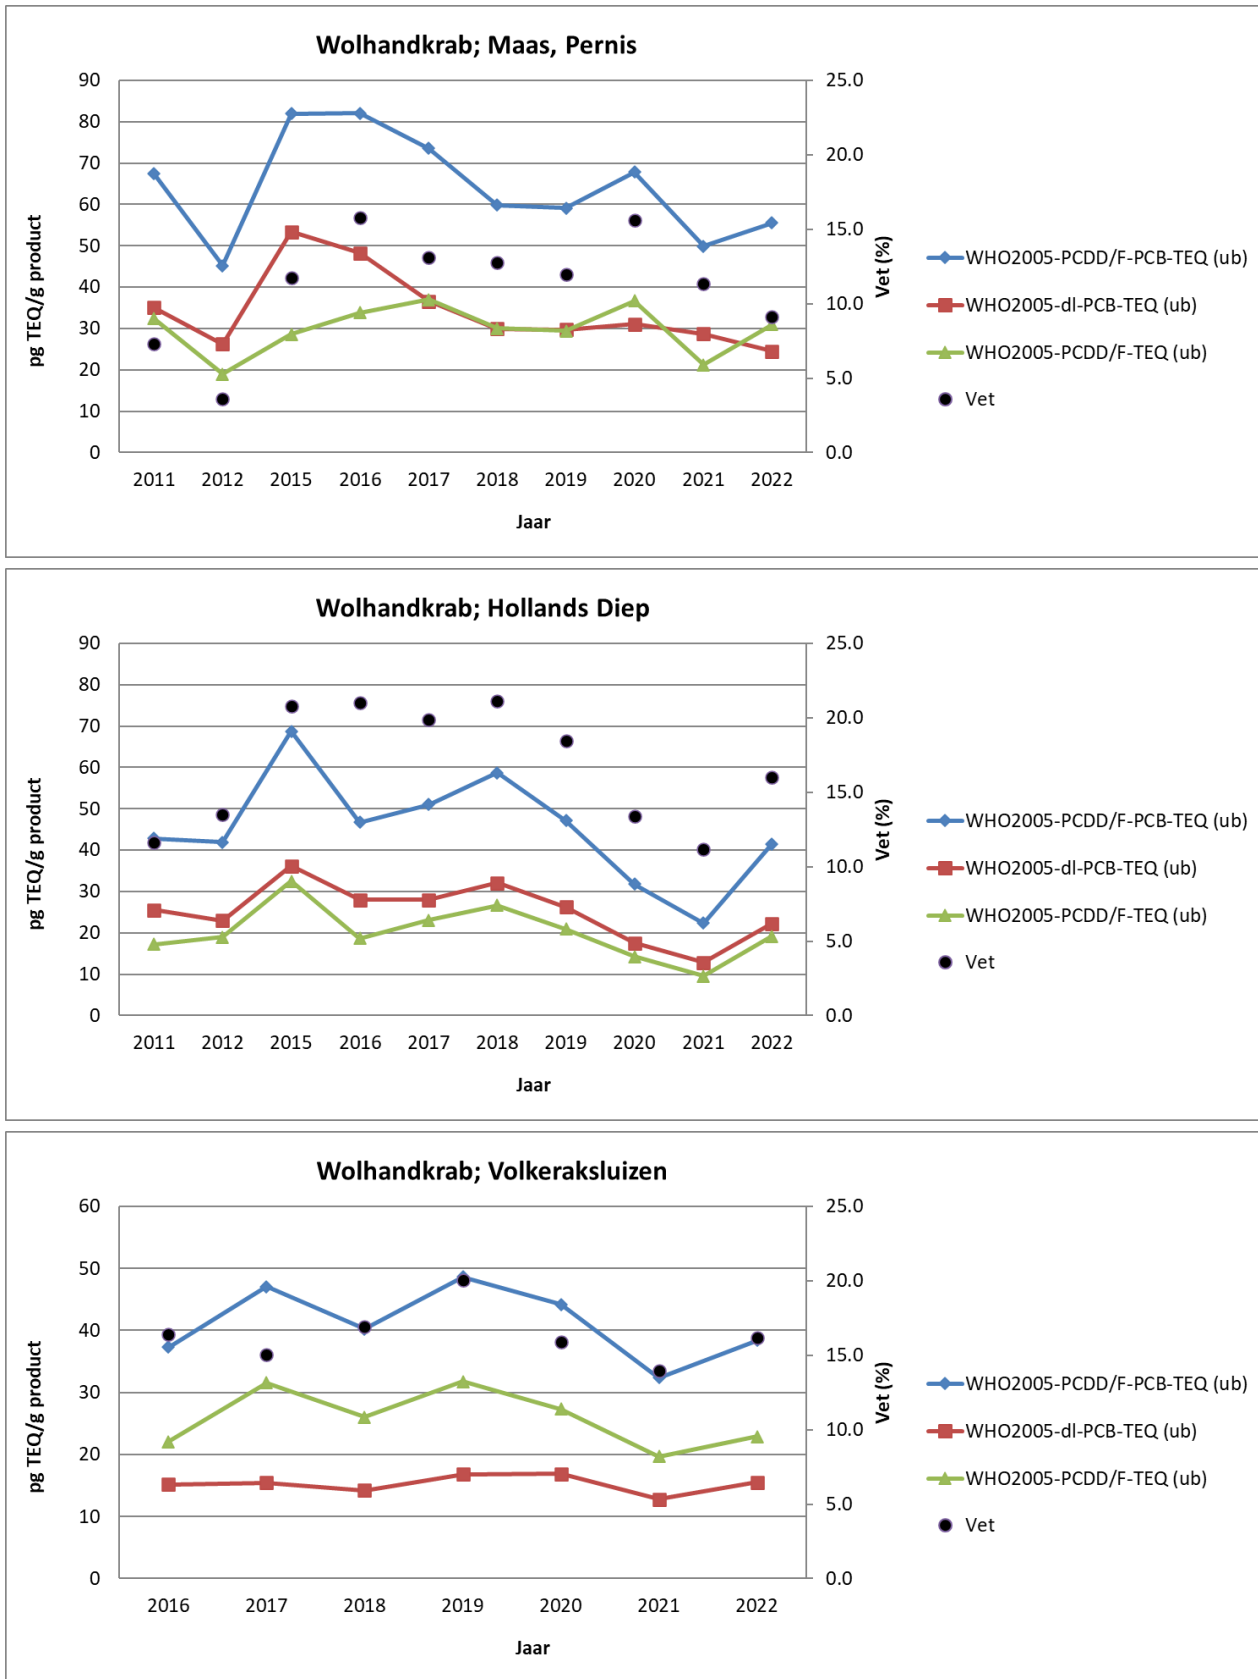 Wolhandkrab; Maas, Pernis
90
80
70
60
50
40
30
20
10
0
pg TEQ/g product
25.0
20.0
15.0
10.0
5.0
0.0
Vet (%)
2011 2012 2015 2016 2017 2018 2019 2020 2021 2022
Jaar
WHO2005-PCDD/F-PCB-TEQ (ub)
WHO2005-dl-PCB-TEQ (ub)
WHO2005-PCDD/F-TEQ (ub)
Vet
Wolhandkrab; Hollands Diep
90
80
70
60
50
40
30
20
10
0
pg TEQ/g product
25.0
20.0
15.0
10.0
5.0
0.0
Vet (%)
2011 2012 2015 2016 2017 2018 2019 2020 2021 2022
Jaar
WHO2005-PCDD/F-PCB-TEQ (ub)
WHO2005-dl-PCB-TEQ (ub)
WHO2005-PCDD/F-TEQ (ub)
Vet
Wolhandkrab; Volkeraksluizen
60
50
40
30
20
10
0
pg TEQ/g product
25.0
20.0
15.0
10.0
5.0
0.0
Vet (%)
2016 2017 2018 2019 2020 2021 2022
Jaar
WHO2005-PCDD/F-PCB-TEQ (ub)
WHO2005-dl-PCB-TEQ (ub)
WHO2005-PCDD/F-TEQ (ub)
Vet